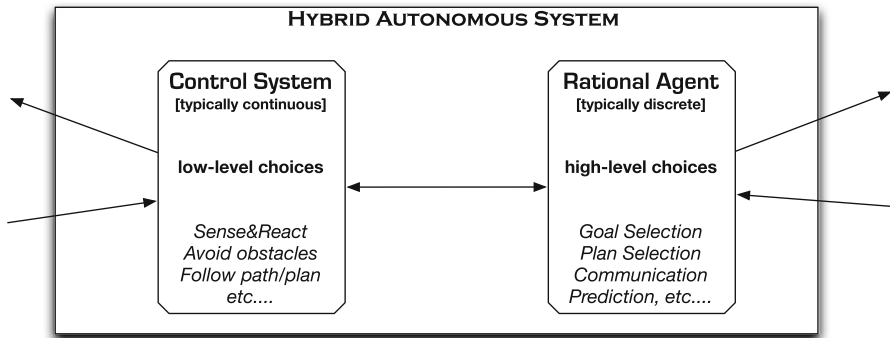 HYBRID AUTONOMOUS SYSTEM
Control System
[typically continuous]
low-level choices
Sense&React
Avoid obstacles
Follow path/plan
etc....
Rational Agent
[typically discrete]
high-level choices
Goal Selection
Plan Selection
Communication
Prediction, etc....